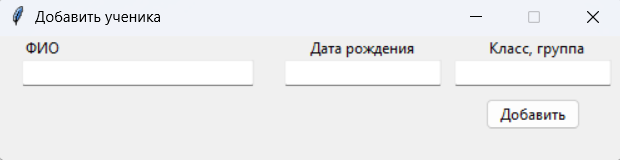 Добавить ученика
ФИО Дата рождения Класс, группа
Добавить